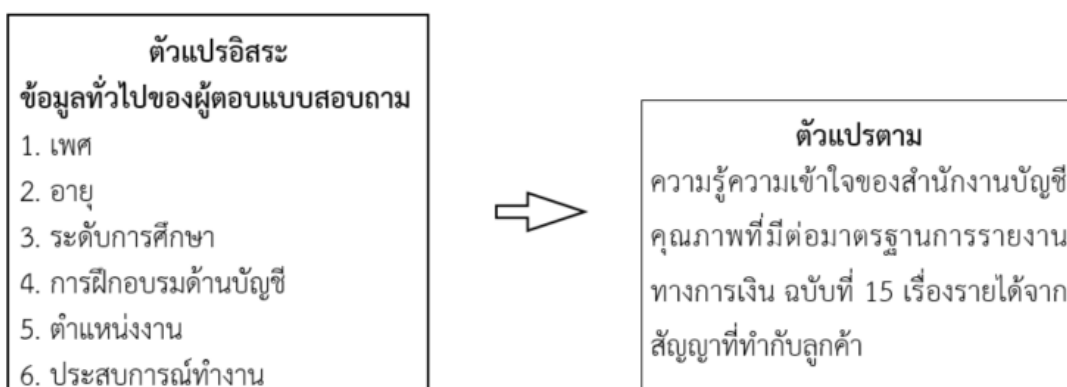 ตัวแปรอิสระ
ข้อมูลทั่วไปของผู้ตอบแบบสอบถาม
1. เพศ
2. อายุ
3. ระดับการศึกษา
4. การฝึกอบรมด้านบัญชี
5. ตำแหน่งงาน
6. ประสบการณ์ทำงาน
ตัวแปรตาม
ความรู้ความเข้าใจของสำนักงานบัญชี
คุณภาพที่มีต่อมาตรฐานการรายงาน
ทางการเงิน ฉบับที่ 15 เรื่องรายได้จาก
สัญญาที่ทำกับลูกค้า